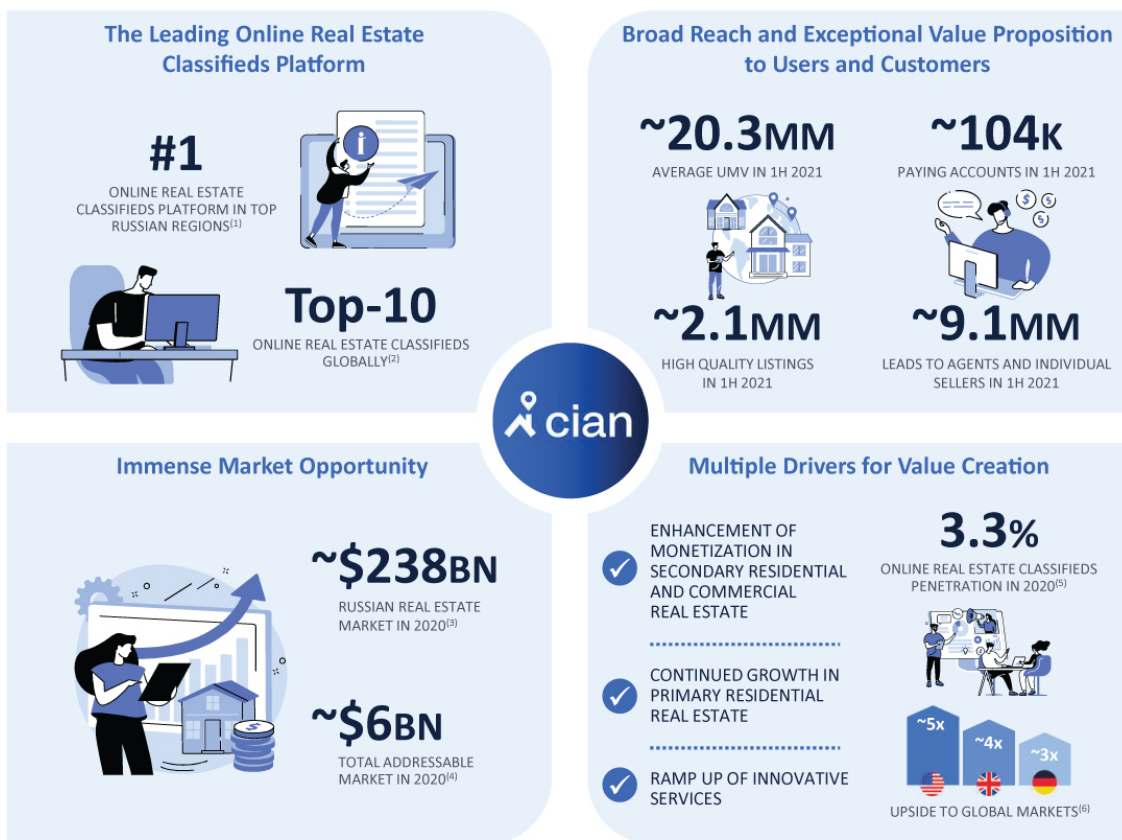 The Leading Online Real Estate
Classifieds Platform
#1
ONLINE REAL ESTATE
CLASSIFIEDS PLATFORM IN TOP
RUSSIAN REGIONS(1)
i
Top-10
ONLINE REAL ESTATE CLASSIFIEDS
GLOBALLY(2)
Broad Reach and Exceptional Value Proposition
to Users and Customers
~20.3MM
AVERAGE UMV IN 1H 2021
~104K
PAYING ACCOUNTS IN 1H 2021
$ $
$
~2.1MM
HIGH QUALITY LISTINGS
IN 1H 2021
~9.1MM
LEADS TO AGENTS AND INDIVIDUAL
SELLERS IN 1H 2021
cian
Immense Market Opportunity
~$238BN
RUSSIAN REAL ESTATE
MARKET IN 2020(3)
~$6BN
TOTAL ADDRESSABLE
MARKET IN 2020(4)
$
Multiple Drivers for Value Creation
ENHANCEMENT OF
MONETIZATION IN
SECONDARY RESIDENTIAL
AND COMMERCIAL
REAL ESTATE
CONTINUED GROWTH IN
PRIMARY RESIDENTIAL
REAL ESTATE
RAMP UP OF INNOVATIVE
SERVICES
3.3%
ONLINE REAL ESTATE CLASSIFIEDS
PENETRATION IN 2020(5)
~5x
~4x
~3x
UPSIDE TO GLOBAL MARKETS(6)